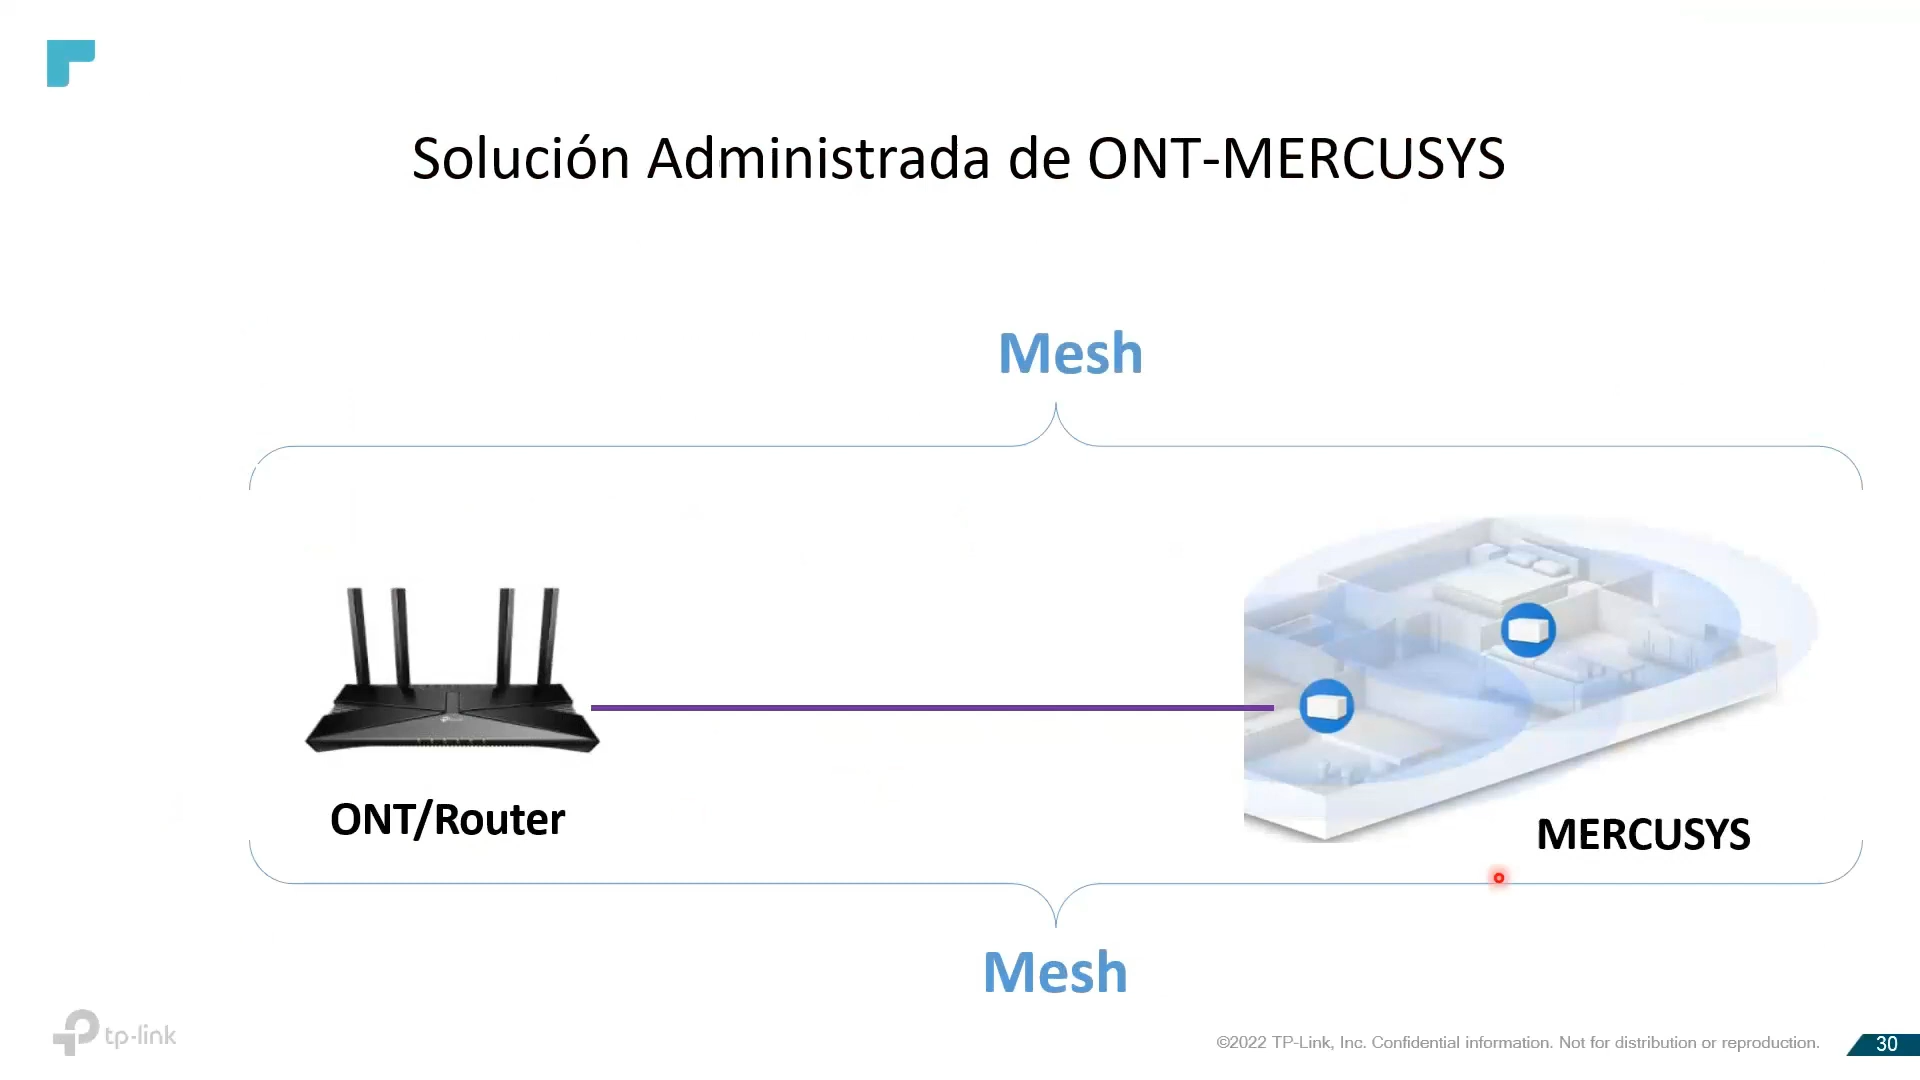 Solución Administrada de ONT-MERCUSYS
Mesh
ONT/Router
MERCUSYS
Mesh
tp-link
©2022 TP-Link, Inc. Confidential information. Not for distribution or reproduction.
30